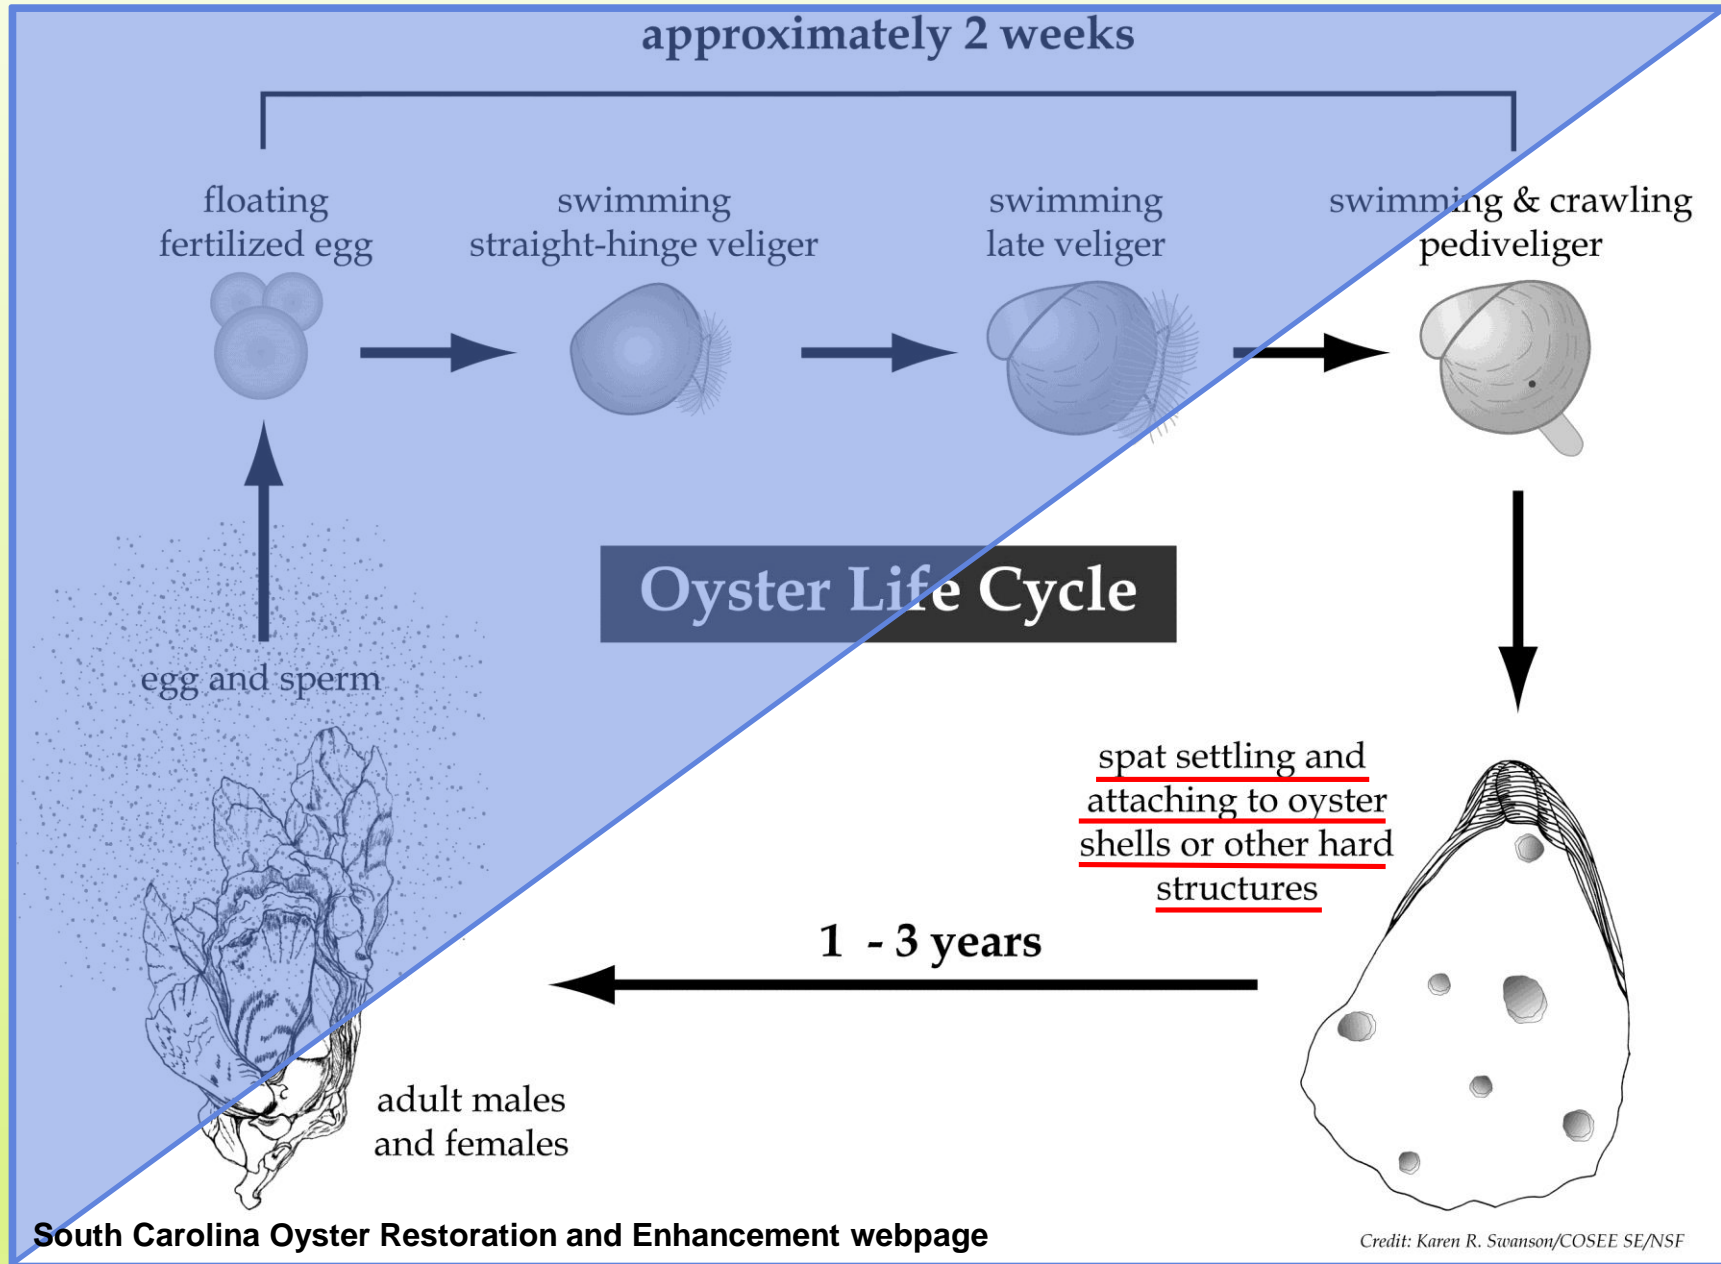 approximately 2 weeks
floating
fertilized egg
swimming
straight-hinge veliger
swimming
late veliger
swimming & crawling
pediveliger
Oyster Life Cycle
egg and sperm
spat settling and
attaching to oyster
shells or other hard
structures
1 - 3 years
adult males
and females
South Carolina Oyster Restoration and Enhancement webpage
Credit: Karen R. Swanson/COSEE SE/NSF